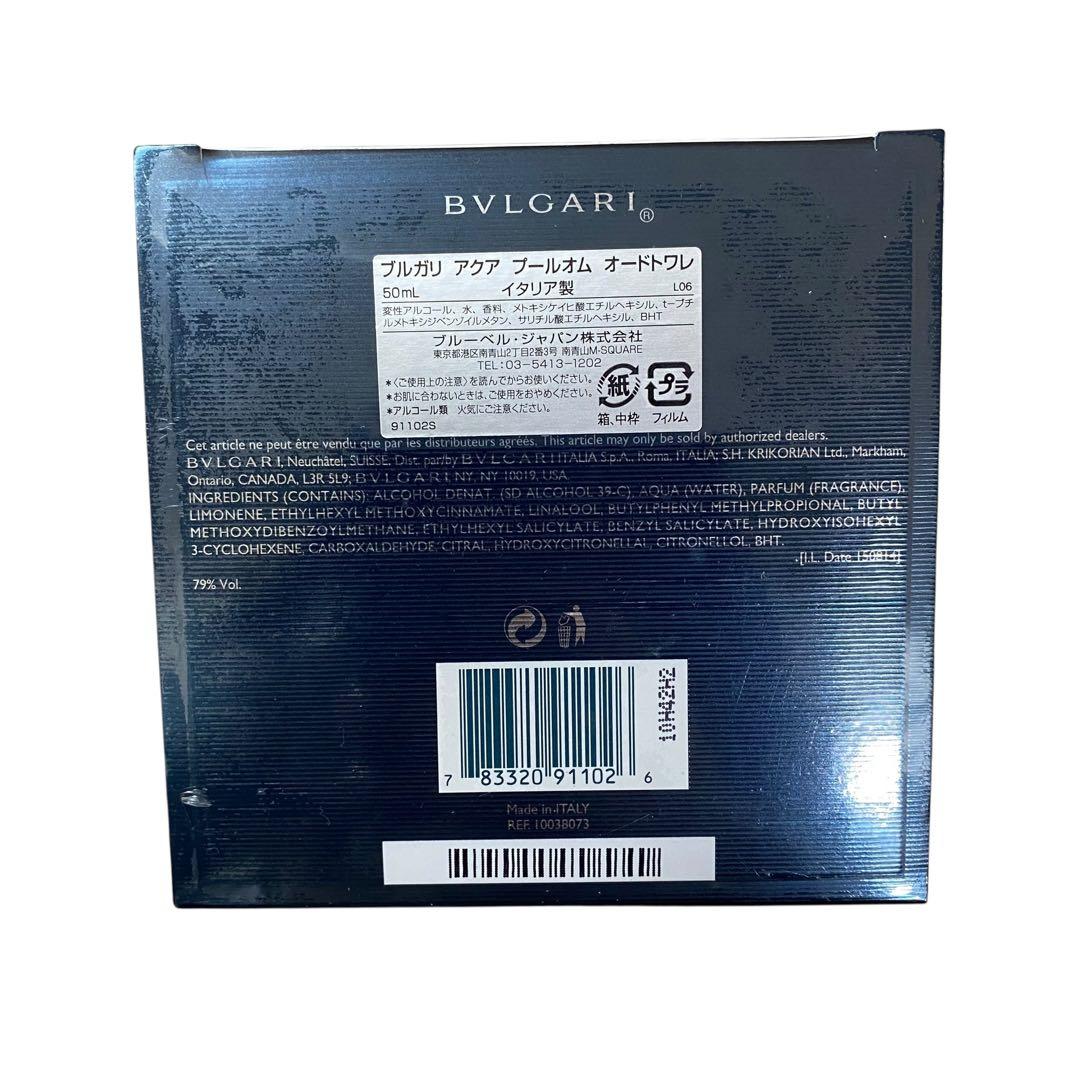 BVLGARI®
ブルガリ アクア プールオム オードトワレ
50mL イタリア製 L06
変性アルコール、水、香料、メトキシケイヒ酸エチルヘキシル、t-ブチ
ルメトキシジベンゾイルメタン、サリチル酸エチルヘキシル、BHT
ブルーベル・ジャパン株式会社
東京都港区南青山2丁目2番3号 南青山M-SQUARE
TEL:03-5413-1202
*〈ご使用上の注意〉を読んでからお使いください。
*お肌に合わないときは、ご使用をおやめください。
*アルコール類 火気にご注意ください。
91102S
紙 プラ
箱、中枠 フィルム
Cet article ne peut être vendu que par les distributeurs agréés. This article may only be sold by authorized dealers.
BVLGARI, Neuchâtel, SUISSE, Dist. par/by BVLGARI ITALIA S.p.A., Roma, ITALIA; S.H. KRIKORIAN Ltd., Markham,
Ontario, CANADA, L3R 5L9; BVLGARI NY, NY 10019, USA.
INGREDIENTS (CONTAINS): ALCOHOL DENAT. (SD ALCOHOL 39-C), AQUA (WATER), PARFUM (FRAGRANCE),
LIMONENE, ETHYLHEXYL METHOXYCINNAMATE, LINALOOL, BUTYLPHENYL METHYLPROPIONAL, BUTYL
METHOXYDIBENZOYLMETHANE, ETHYLHEXYL SALICYLATE, BENZYL SALICYLATE, HYDROXYISOHEXYL
3-CYCLOHEXENE, CARBOXALDEHYDE, CITRAL, HYDROXYCITRONELLAL, CITRONELLOL, BHT.
[I.L. Date 150814]
79% Vol.
10H42H2
7 83320 91102 6
Made in ITALY
REF. 10038073